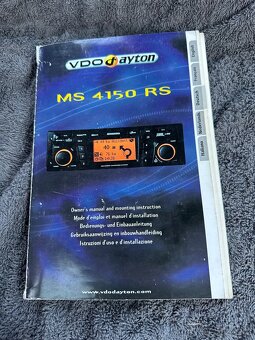 VDO dayton
MS 4150 RS
Owner's manual and mounting instruction
Mode d'emploi et manuel d'installation
Bedienungs- und Einbauanleitung
Gebruiksaanwijzing en inbouwhandleiding
Istruzioni d'uso e d'installazione
www.vdodayton.com
English
Français
Deutsch
Nederlands
Italiano